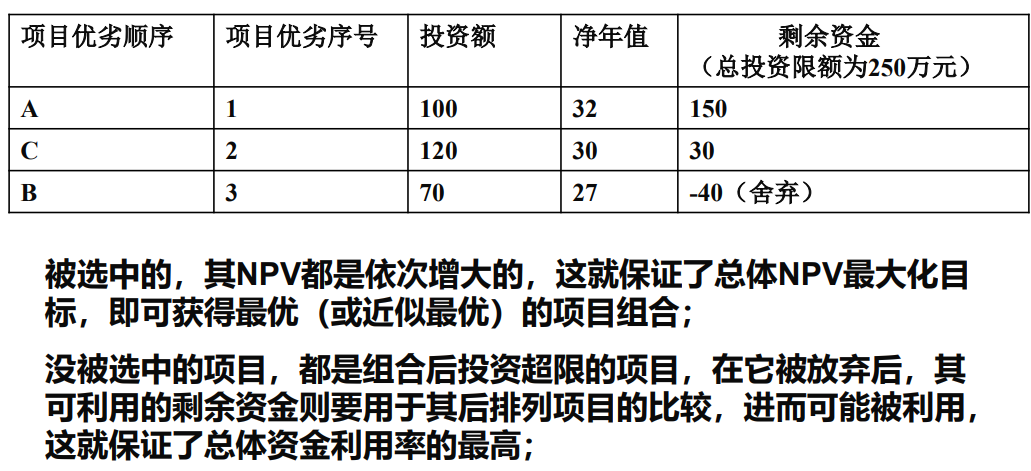 项目优劣顺序 项目优劣序号 投资额 净年值 剩余资金
（总投资限额为250万元）
A 1 100 32 150
C 2 120 30 30
B 3 70 27 -40（舍弃）
被选中的，其NPV都是依次增大的，这就保证了总体NPV最大化目
标，即可获得最优（或近似最优）的项目组合；
没被选中的项目，都是组合后投资超限的项目，在它被放弃后，其
可利用的剩余资金则要用于其后排列项目的比较，进而可能被利用，
这就保证了总体资金利用率的最高；